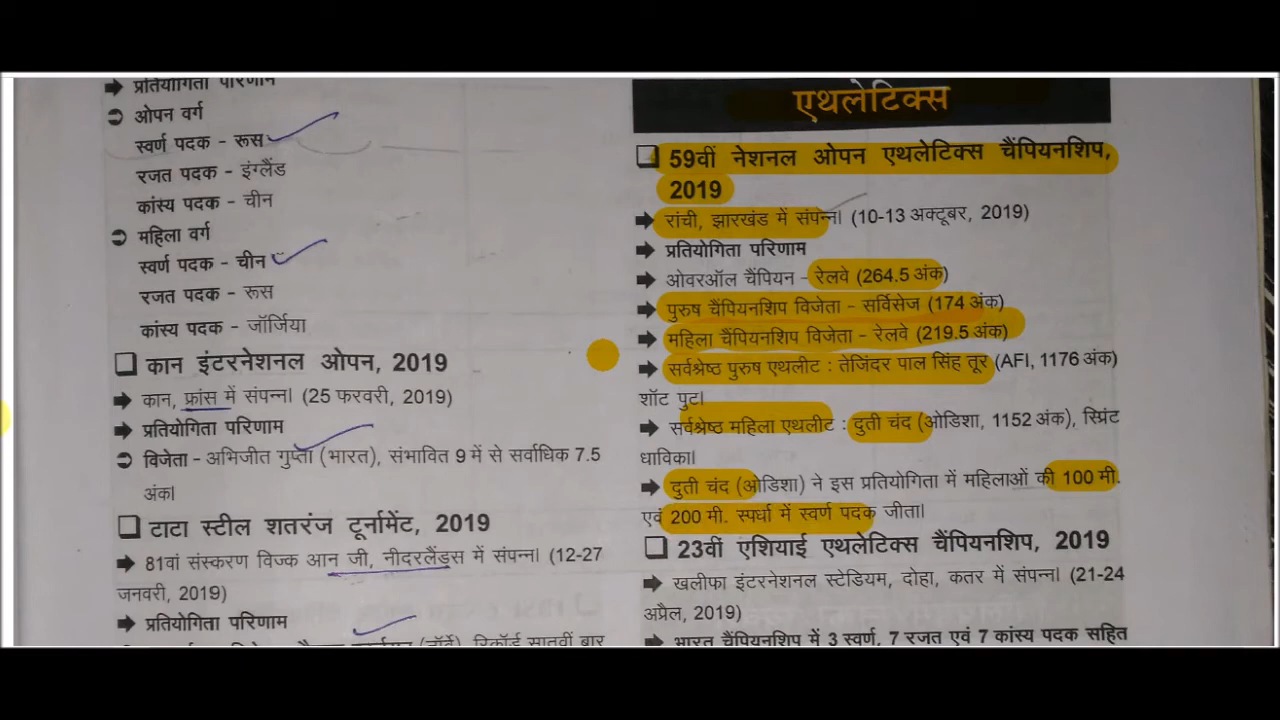 ➔ प्रतियोगिता परिणाम
➲ ओपन वर्ग
स्वर्ण पदक - रूस
रजत पदक - इंग्लैंड
कांस्य पदक - चीन
➲ महिला वर्ग
स्वर्ण पदक - चीन
रजत पदक - रूस
कांस्य पदक - जॉर्जिया
❑ कान इंटरनेशनल ओपन, 2019
➔ कान, फ्रांस में संपन्न। (25 फरवरी, 2019)
➔ प्रतियोगिता परिणाम
➲ विजेता - अभिजीत गुप्ता (भारत), संभावित 9 में से सर्वाधिक 7.5
अंक।
❑ टाटा स्टील शतरंज टूर्नामेंट, 2019
➔ 81वां संस्करण विज्क आन जी, नीदरलैंड्स में संपन्न। (12-27
जनवरी, 2019)
➔ प्रतियोगिता परिणाम
(नॉर्वे), रिकॉर्ड सातवीं बार
एथलेटिक्स
❑ 59वीं नेशनल ओपन एथलेटिक्स चैंपियनशिप,
2019
➔ रांची, झारखंड में संपन्न। (10-13 अक्टूबर, 2019)
➔ प्रतियोगिता परिणाम
➔ ओवरऑल चैंपियन - रेलवे (264.5 अंक)
➔ पुरुष चैंपियनशिप विजेता - सर्विसेज (174 अंक)
➔ महिला चैंपियनशिप विजेता - रेलवे (219.5 अंक)
➔ सर्वश्रेष्ठ पुरुष एथलीट : तेजिंदर पाल सिंह तूर (AFI, 1176 अंक)
शॉट पुट।
➔ सर्वश्रेष्ठ महिला एथलीट : दुती चंद (ओडिशा, 1152 अंक), स्प्रिंट
धाविका।
➔ दुती चंद (ओडिशा) ने इस प्रतियोगिता में महिलाओं की 100 मी.
एवं 200 मी. स्पर्धा में स्वर्ण पदक जीता।
❑ 23वीं एशियाई एथलेटिक्स चैंपियनशिप, 2019
➔ खलीफा इंटरनेशनल स्टेडियम, दोहा, कतर में संपन्न। (21-24
अप्रैल, 2019)
➔ भारत चैंपियनशिप में 3 स्वर्ण, 7 रजत एवं 7 कांस्य पदक सहित